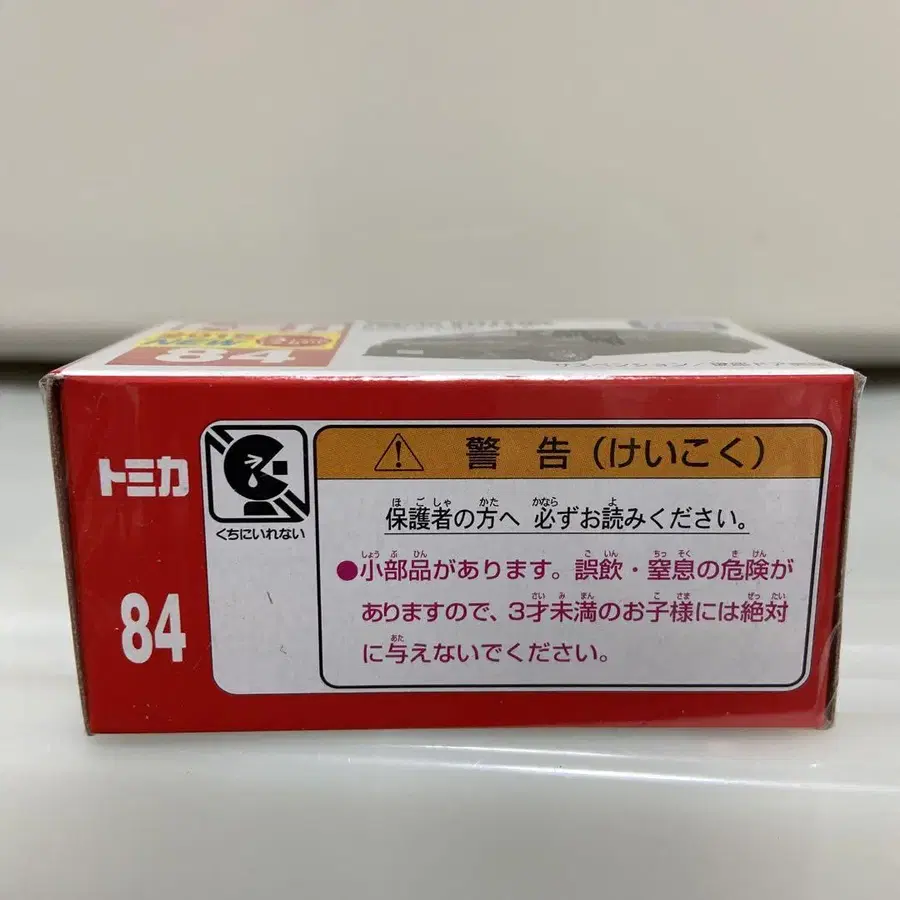 84
トミカ
84
くちにいれない
警告(けいこく)
保護者の方へ 必ずお読みください。
ほごしゃ かた かなら よ
●小部品があります。誤飲・窒息の危険が
しょうぶひん ごいん ちっそく きけん
ありますので、3才未満のお子様には絶対
さいみまん こさま ぜったい
に与えないでください。
あた